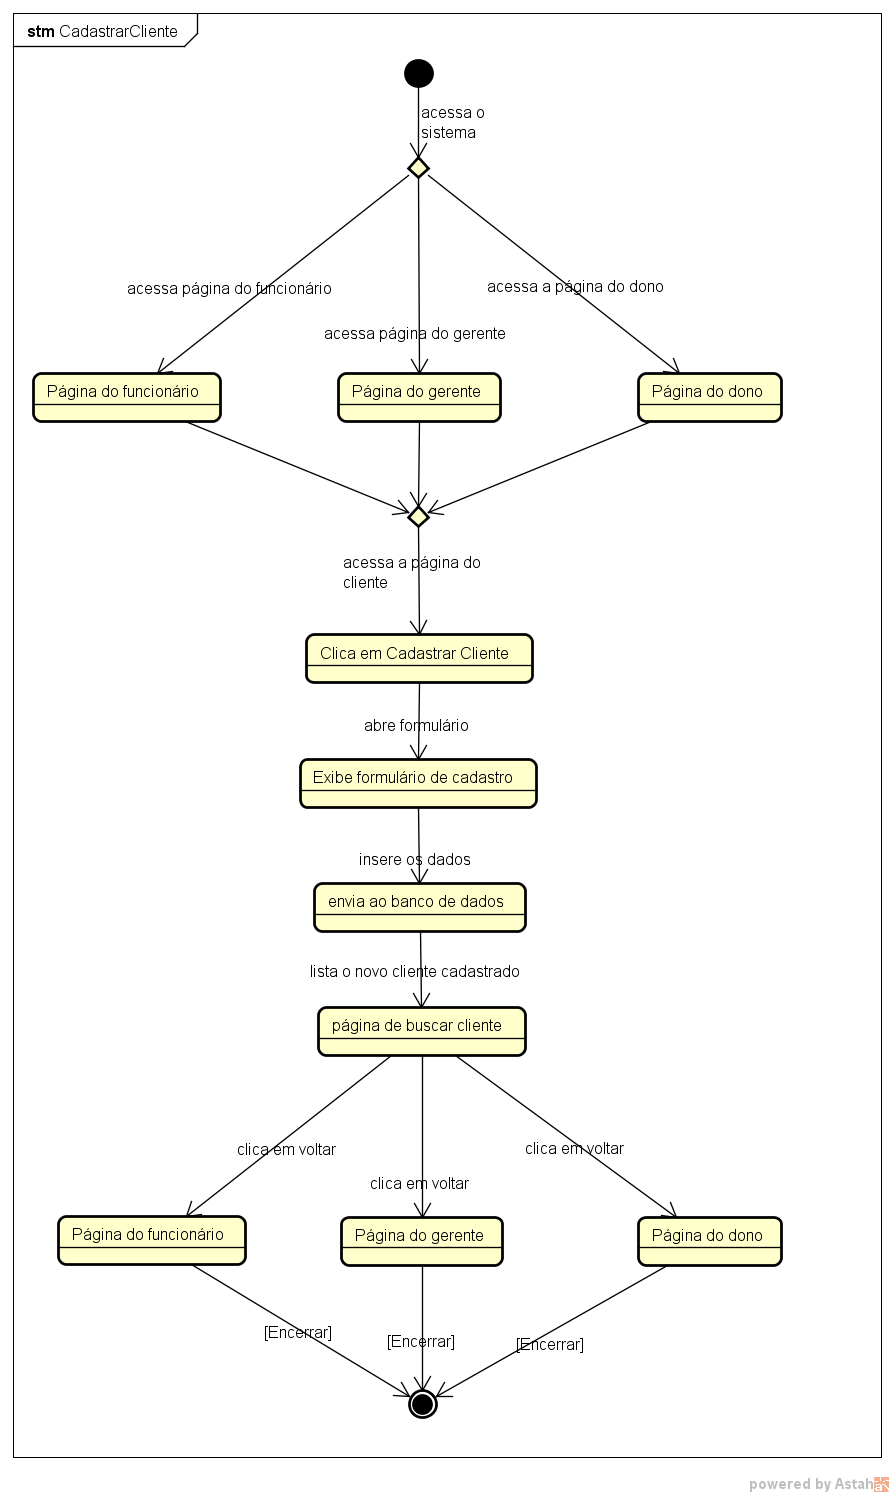 stm CadastrarCliente
acessa o
sistema
acessa página do funcionário
acessa a página do dono
acessa página do gerente
Página do funcionário
Página do gerente
Página do dono
acessa a página do
cliente
Clica em Cadastrar Cliente
abre formulário
Exibe formulário de cadastro
insere os dados
envia ao banco de dados
lista o novo cliente cadastrado
página de buscar cliente
clica em voltar
clica em voltar
clica em voltar
Página do funcionário
Página do gerente
Página do dono
[Encerrar]
[Encerrar]
[Encerrar]
powered by Astah